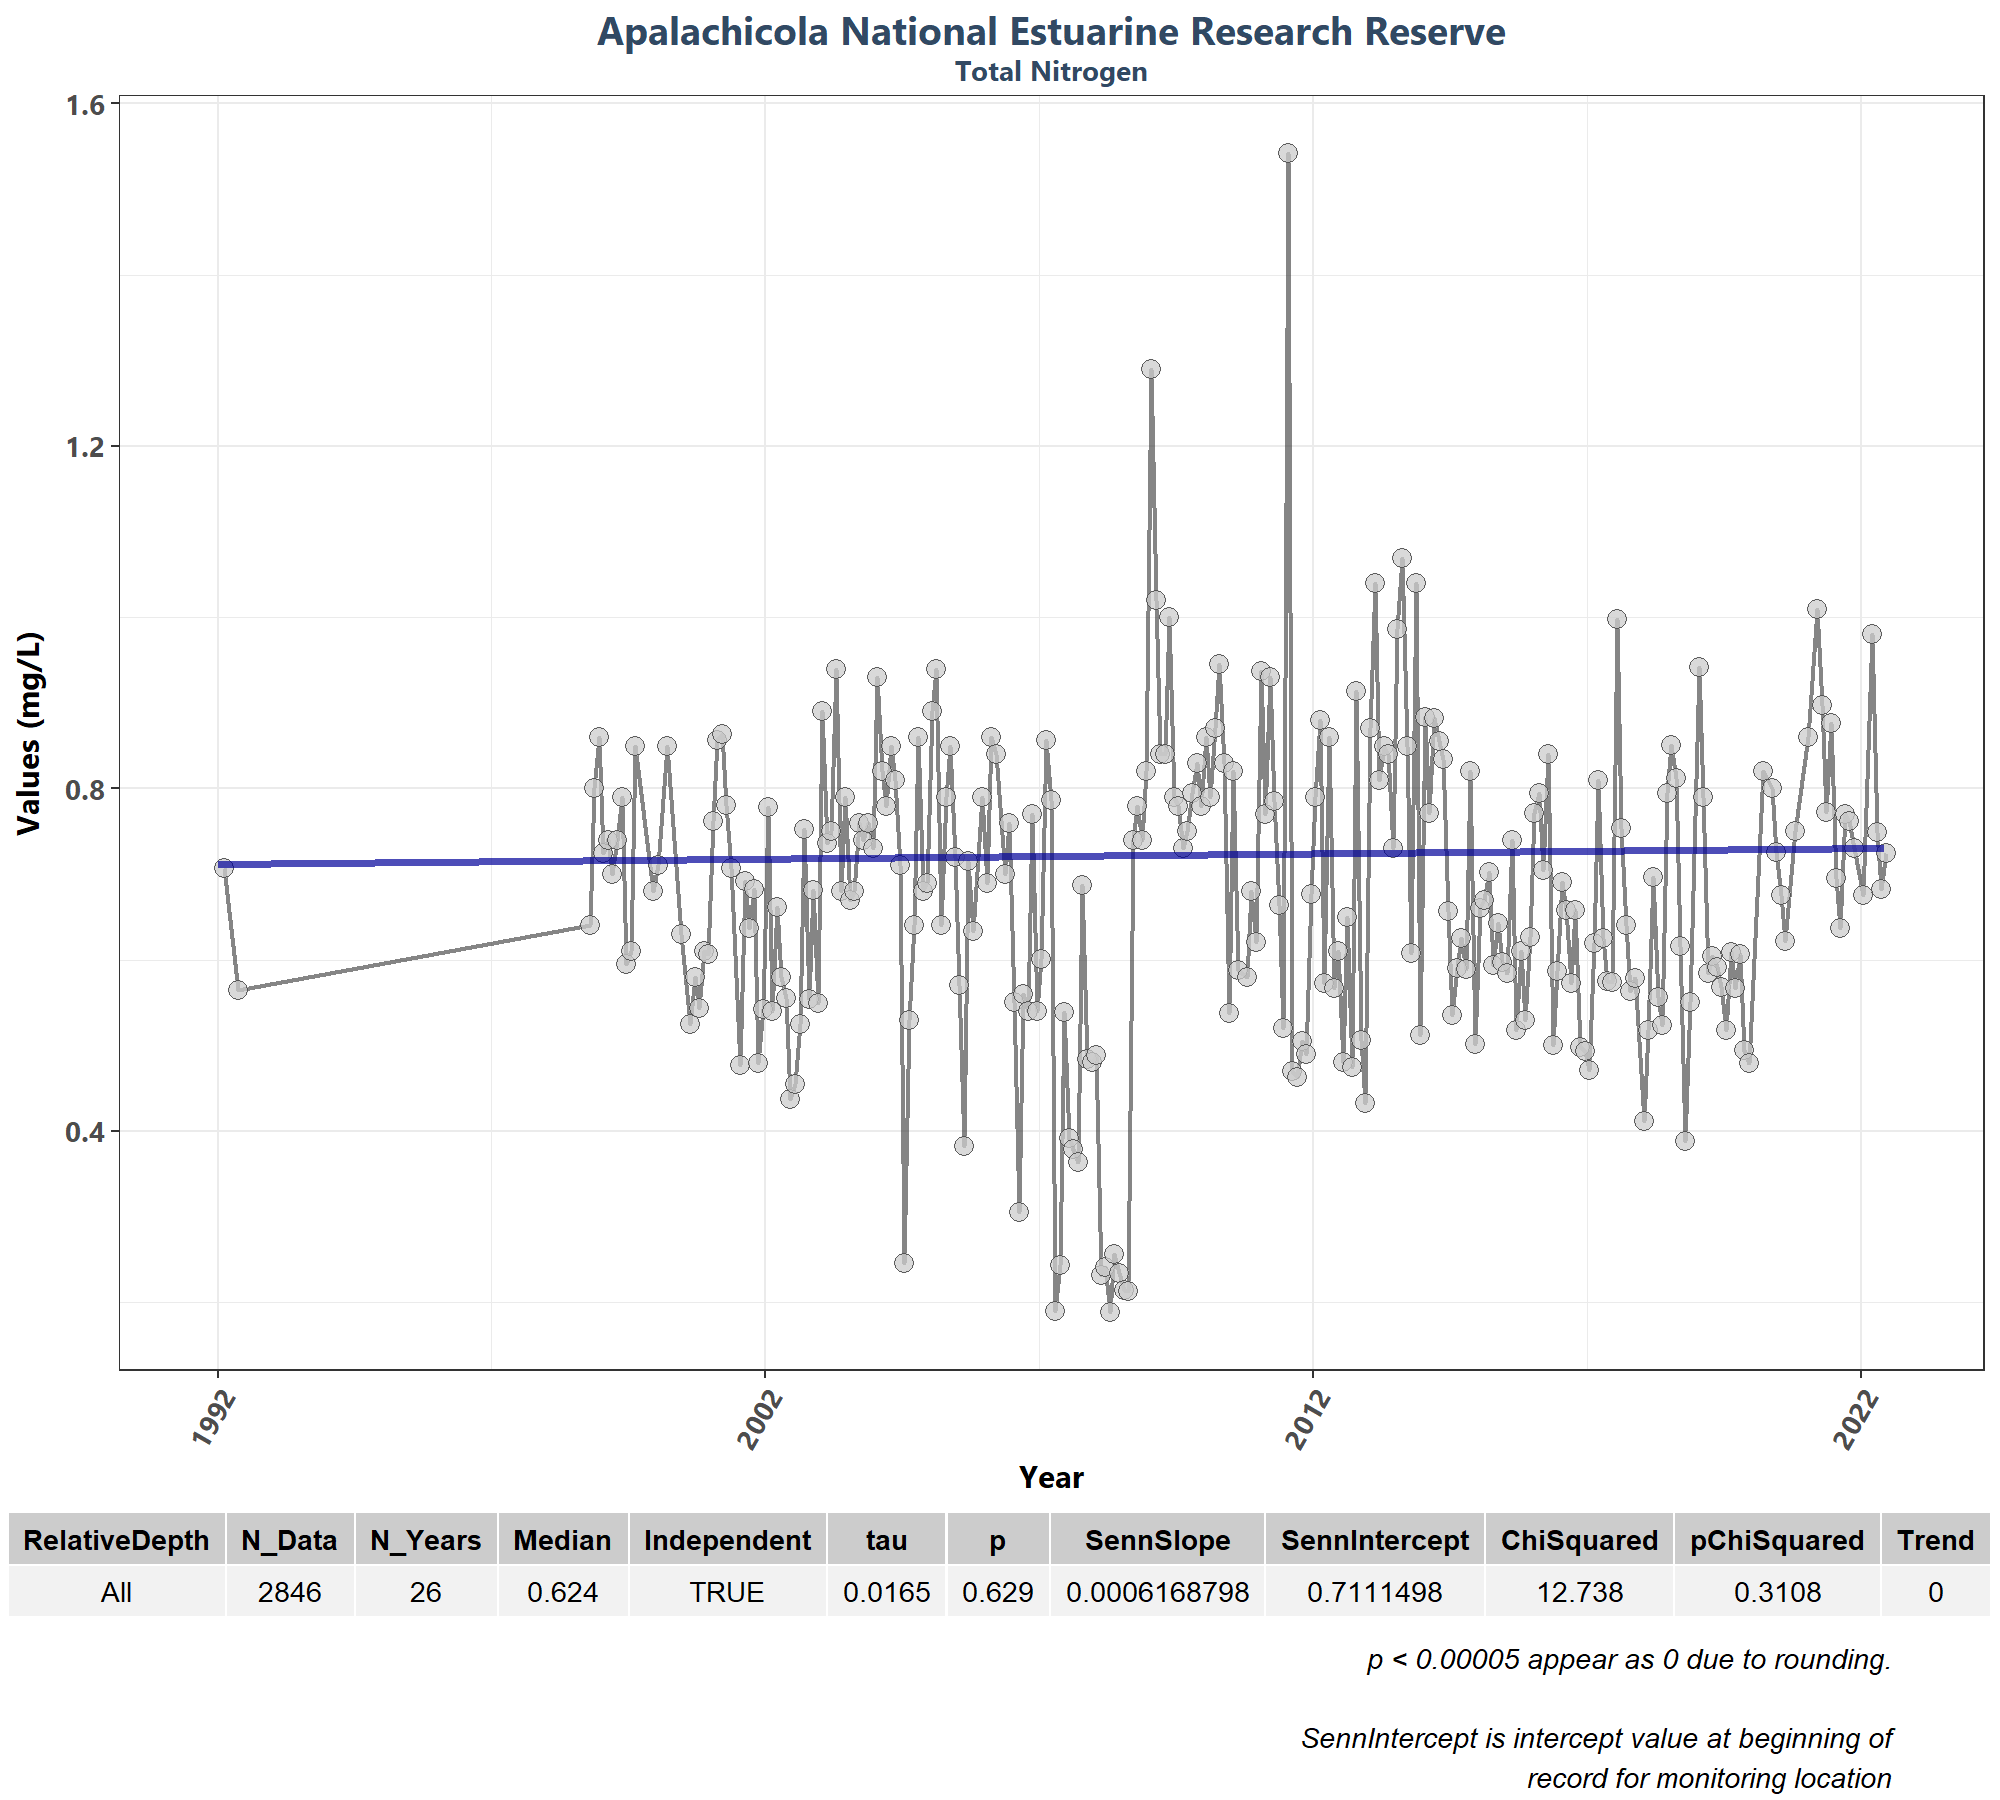 Apalachicola National Estuarine Research Reserve
Total Nitrogen
1.6
1.2
0.8
0.4
Values (mg/L)
1992 2002 2012 2022
Year
RelativeDepth N_Data N_Years Median Independent tau p SennSlope SennIntercept ChiSquared pChiSquared Trend
All 2846 26 0.624 TRUE 0.0165 0.629 0.0006168798 0.7111498 12.738 0.3108 0
p < 0.00005 appear as 0 due to rounding.
SennIntercept is intercept value at beginning of
record for monitoring location